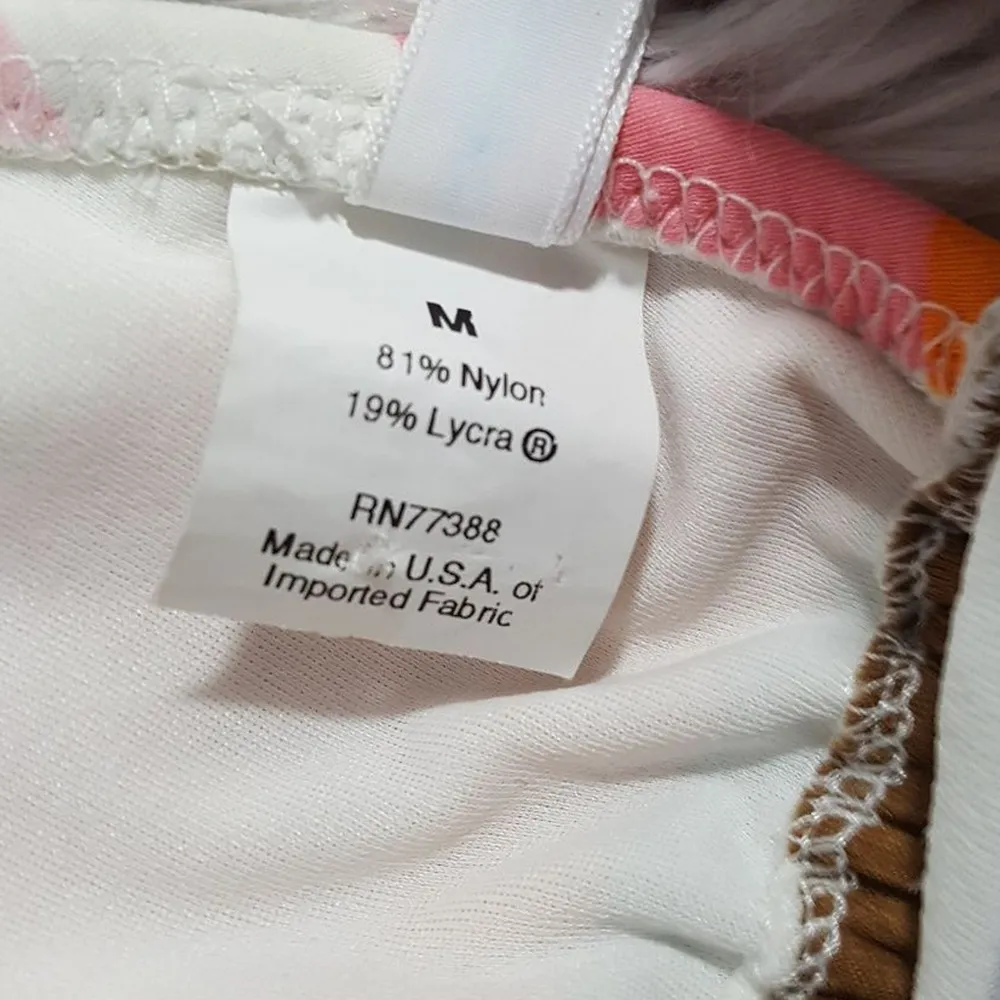 M
81% Nylon
19% Lycra ®
RN77388
Made in U.S.A. of
Imported Fabric